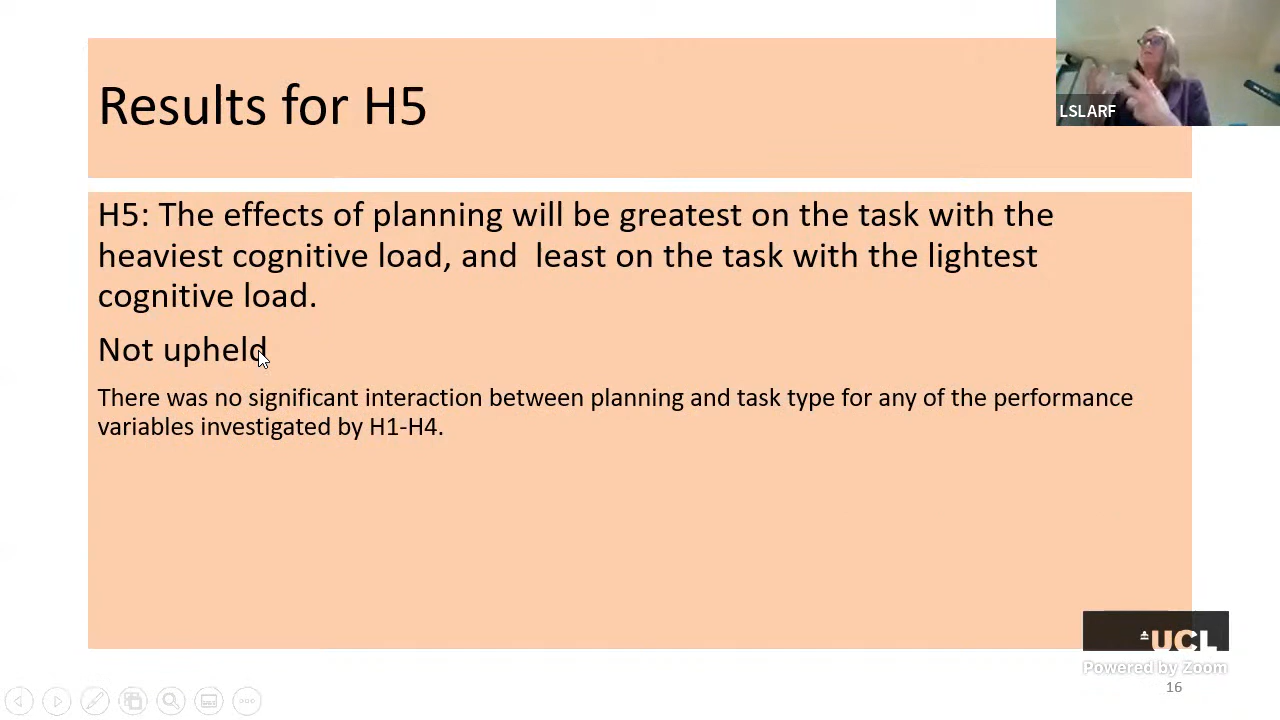 Results for H5
LSLARF
H5: The effects of planning will be greatest on the task with the
heaviest cognitive load, and  least on the task with the lightest
cognitive load.
Not upheld
There was no significant interaction between planning and task type for any of the performance
variables investigated by H1-H4.
UCL
Powered by Zoom
16